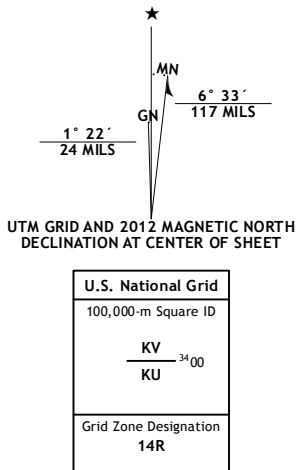 ★
MN
GN
6° 33´
117 MILS
1° 22´
24 MILS
UTM GRID AND 2012 MAGNETIC NORTH
DECLINATION AT CENTER OF SHEET
U.S. National Grid
100,000-m Square ID
KV
³⁴00
KU
Grid Zone Designation
14R